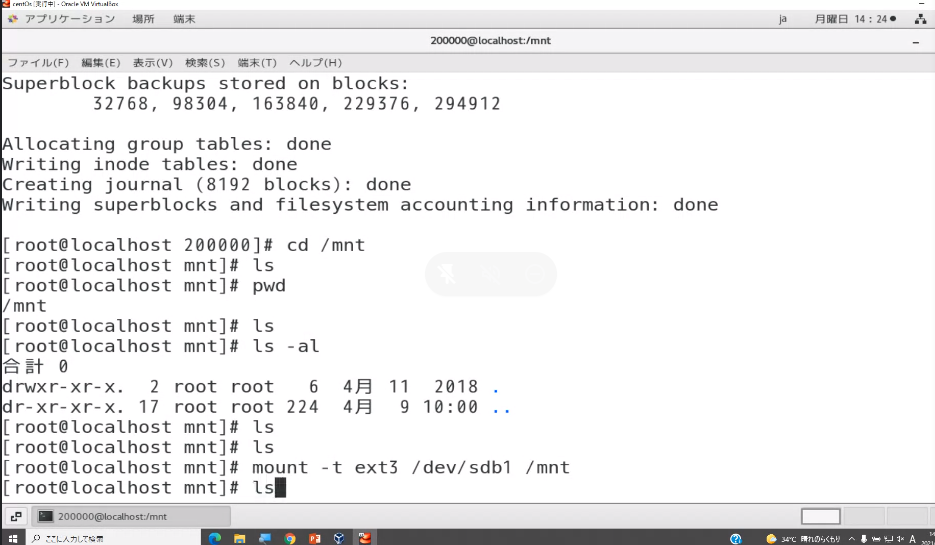 centOs [実行中] - Oracle VM VirtualBox
アプリケーション 場所 端末 ja 月曜日 14：24●
200000@localhost:/mnt
ファイル(F) 編集(E) 表示(V) 検索(S) 端末(T) ヘルプ(H)
Superblock backups stored on blocks:
32768, 98304, 163840, 229376, 294912
Allocating group tables: done
Writing inode tables: done
Creating journal (8192 blocks): done
Writing superblocks and filesystem accounting information: done
[root@localhost 200000]# cd /mnt
[root@localhost mnt]# ls
[root@localhost mnt]# pwd
/mnt
[root@localhost mnt]# ls
[root@localhost mnt]# ls -al
合計 0
drwxr-xr-x. 2 root root 6 4月 11 2018 .
dr-xr-xr-x. 17 root root 224 4月 9 10:00 ..
[root@localhost mnt]# ls
[root@localhost mnt]# ls
[root@localhost mnt]# mount -t ext3 /dev/sdb1 /mnt
[root@localhost mnt]# ls
200000@localhost:/mnt
ここに入力して検索 34°C 晴れのちくもり A